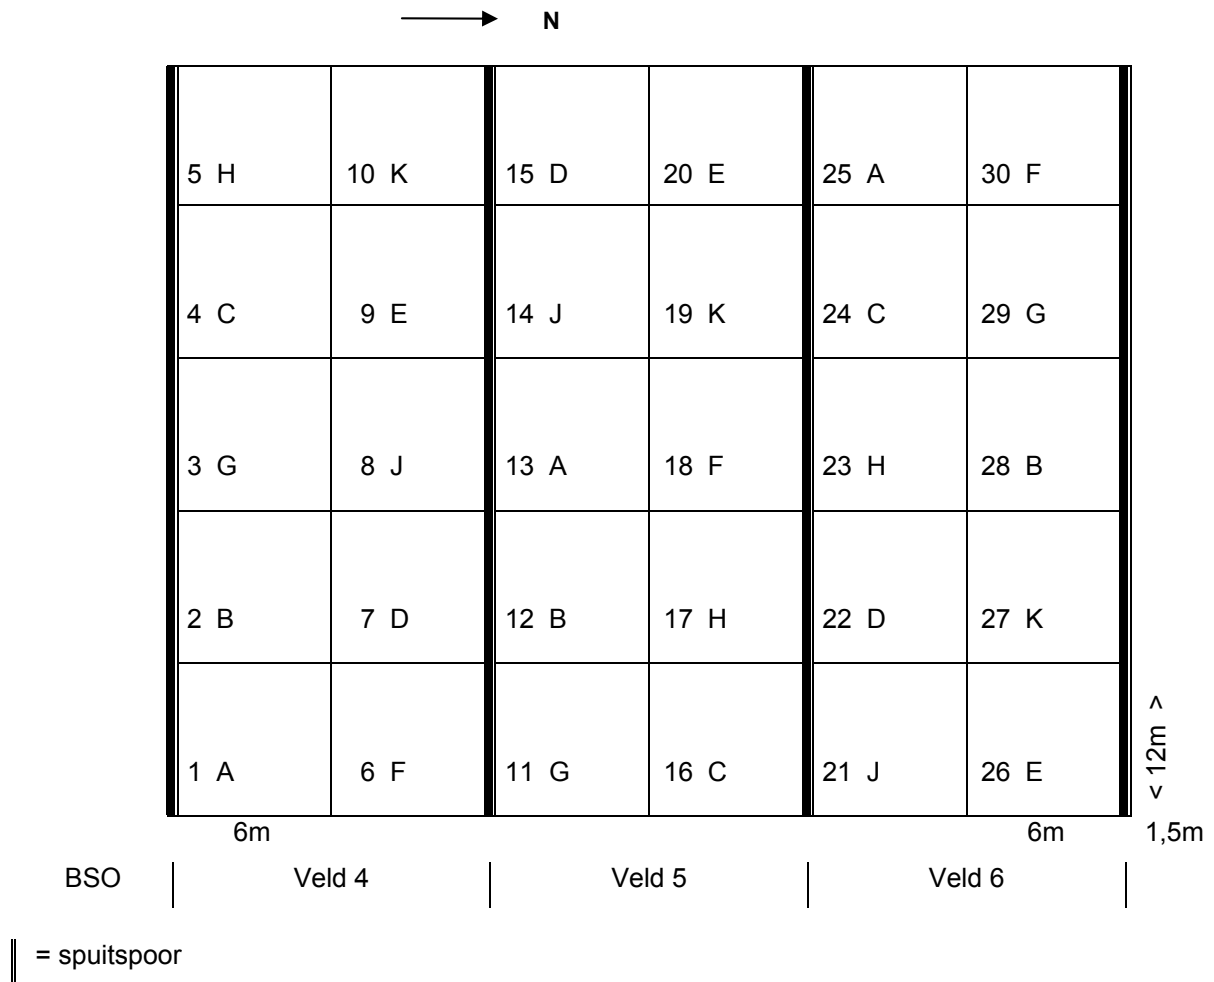 N
5 H 10 K 15 D 20 E 25 A 30 F
4 C 9 E 14 J 19 K 24 C 29 G
3 G 8 J 13 A 18 F 23 H 28 B
2 B 7 D 12 B 17 H 22 D 27 K
1 A 6 F 11 G 16 C 21 J 26 E
< 12m >
6m 6m 1,5m
BSO Veld 4 Veld 5 Veld 6
= spuitspoor